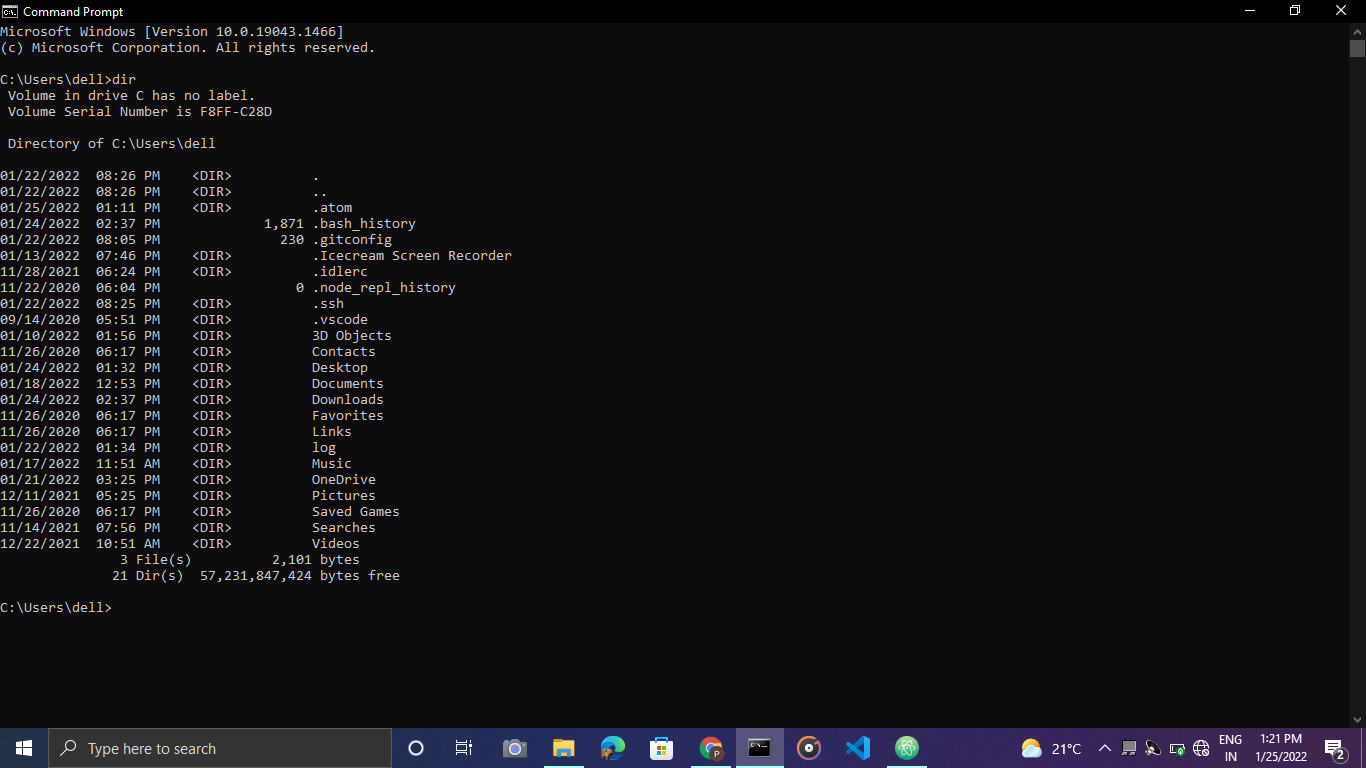 Command Prompt
Microsoft Windows [Version 10.0.19043.1466]
(c) Microsoft Corporation. All rights reserved.
C:\Users\dell>dir
Volume in drive C has no label.
Volume Serial Number is F8FF-C28D
Directory of C:\Users\dell
01/22/2022  08:26 PM    <DIR>          .
01/22/2022  08:26 PM    <DIR>          ..
01/25/2022  01:11 PM    <DIR>          .atom
01/24/2022  02:37 PM             1,871 .bash_history
01/22/2022  08:05 PM               230 .gitconfig
01/13/2022  07:46 PM    <DIR>          .Icecream Screen Recorder
11/28/2021  06:24 PM    <DIR>          .idlerc
11/22/2020  06:04 PM                 0 .node_repl_history
01/22/2022  08:25 PM    <DIR>          .ssh
09/14/2020  05:51 PM    <DIR>          .vscode
01/10/2022  01:56 PM    <DIR>          3D Objects
11/26/2020  06:17 PM    <DIR>          Contacts
01/24/2022  01:32 PM    <DIR>          Desktop
01/18/2022  12:53 PM    <DIR>          Documents
01/24/2022  02:37 PM    <DIR>          Downloads
11/26/2020  06:17 PM    <DIR>          Favorites
11/26/2020  06:17 PM    <DIR>          Links
01/22/2022  01:34 PM    <DIR>          log
01/17/2022  11:51 AM    <DIR>          Music
01/21/2022  03:25 PM    <DIR>          OneDrive
12/11/2021  05:25 PM    <DIR>          Pictures
11/26/2020  06:17 PM    <DIR>          Saved Games
11/14/2021  07:56 PM    <DIR>          Searches
12/22/2021  10:51 AM    <DIR>          Videos
3 File(s)          2,101 bytes
21 Dir(s)  57,231,847,424 bytes free
C:\Users\dell>
Type here to search
21°C
ENG
IN
1:21 PM
1/25/2022
2